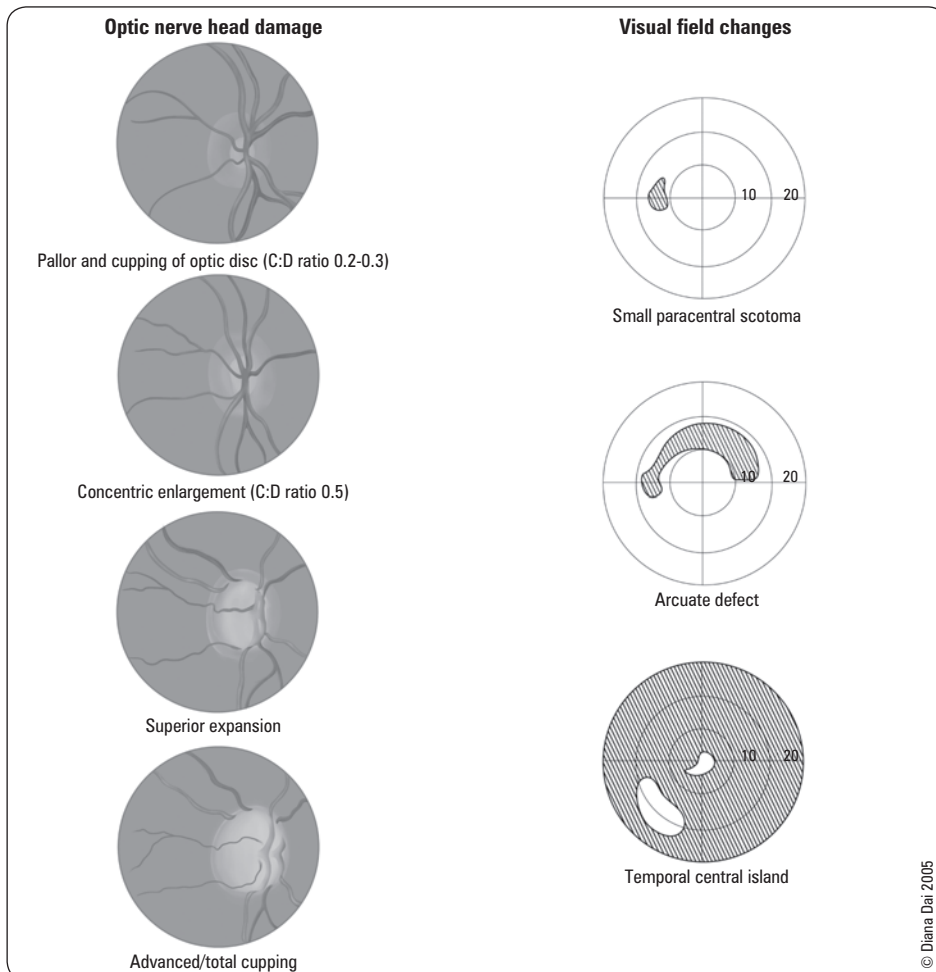 Optic nerve head damage
Pallor and cupping of optic disc (C:D ratio 0.2-0.3)
Concentric enlargement (C:D ratio 0.5)
Superior expansion
Advanced/total cupping
Visual field changes
10 20
Small paracentral scotoma
10 20
Arcuate defect
10 20
Temporal central island
© Diana Dai 2005